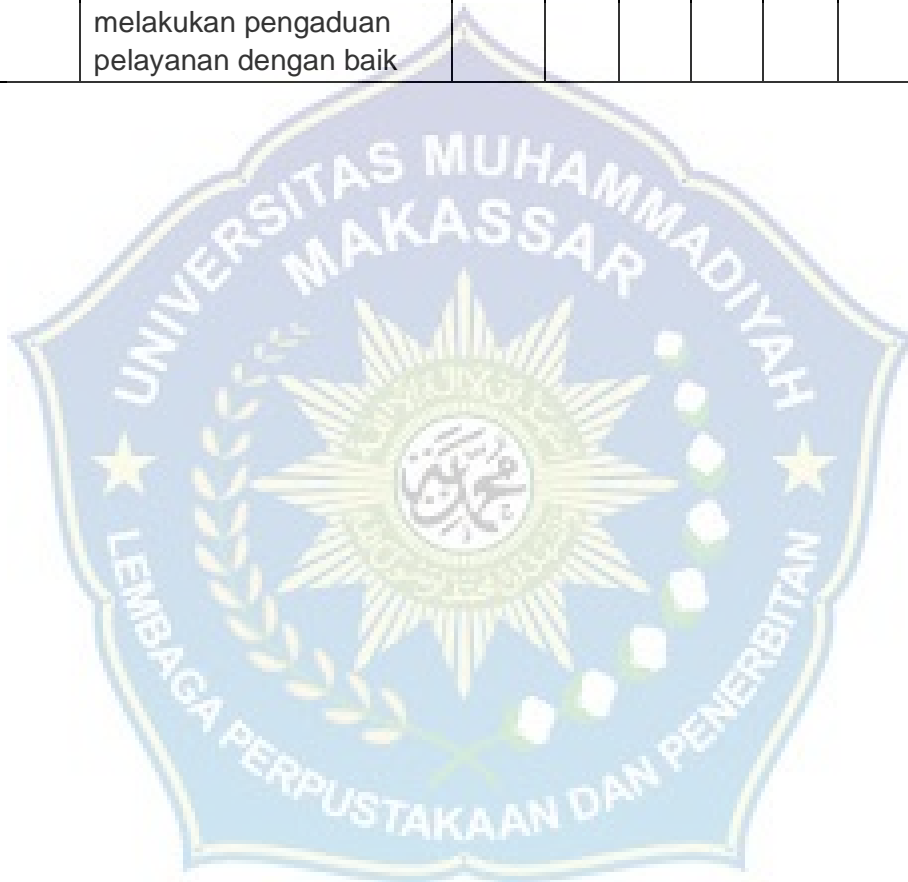 melakukan pengaduan
pelayanan dengan baik
UNIVERSITAS MUHAMMADIYAH
MAKASSAR
LEMBAGA PERPUSTAKAAN DAN PENERBITAN